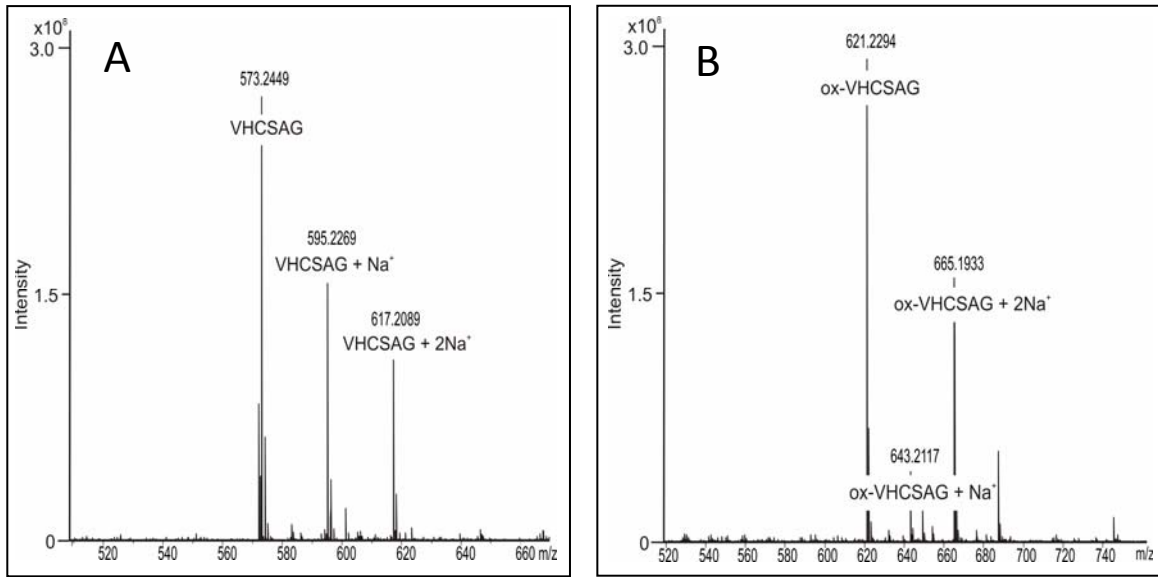 A
x10⁸
3.0
573.2449
VHCSAG
595.2269
VHCSAG + Na⁺
1.5
617.2089
VHCSAG + 2Na⁺
Intensity
0
520 540 560 580 600 620 640 660 m/z
B
x10⁸
3.0
621.2294
ox-VHCSAG
665.1933
1.5
ox-VHCSAG + 2Na⁺
643.2117
ox-VHCSAG + Na⁺
Intensity
0
520 540 560 580 600 620 640 660 680 700 720 740 m/z